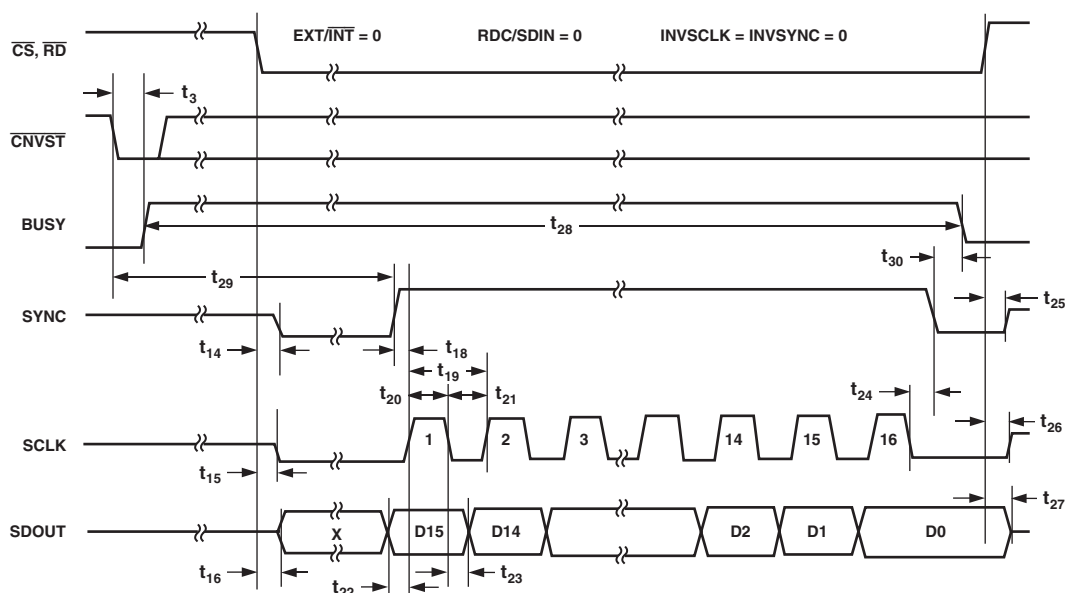 EXT/INT = 0 RDC/SDIN = 0 INVSCLK = INVSYNC = 0
CS, RD
t3
CNVST
BUSY
t28
t30
t29
t25
SYNC
t14
t18
t19
t20
t21
t24
t26
SCLK
1 2 3 14 15 16
t15
t27
SDOUT
X D15 D14 D2 D1 D0
t16
t22
t23